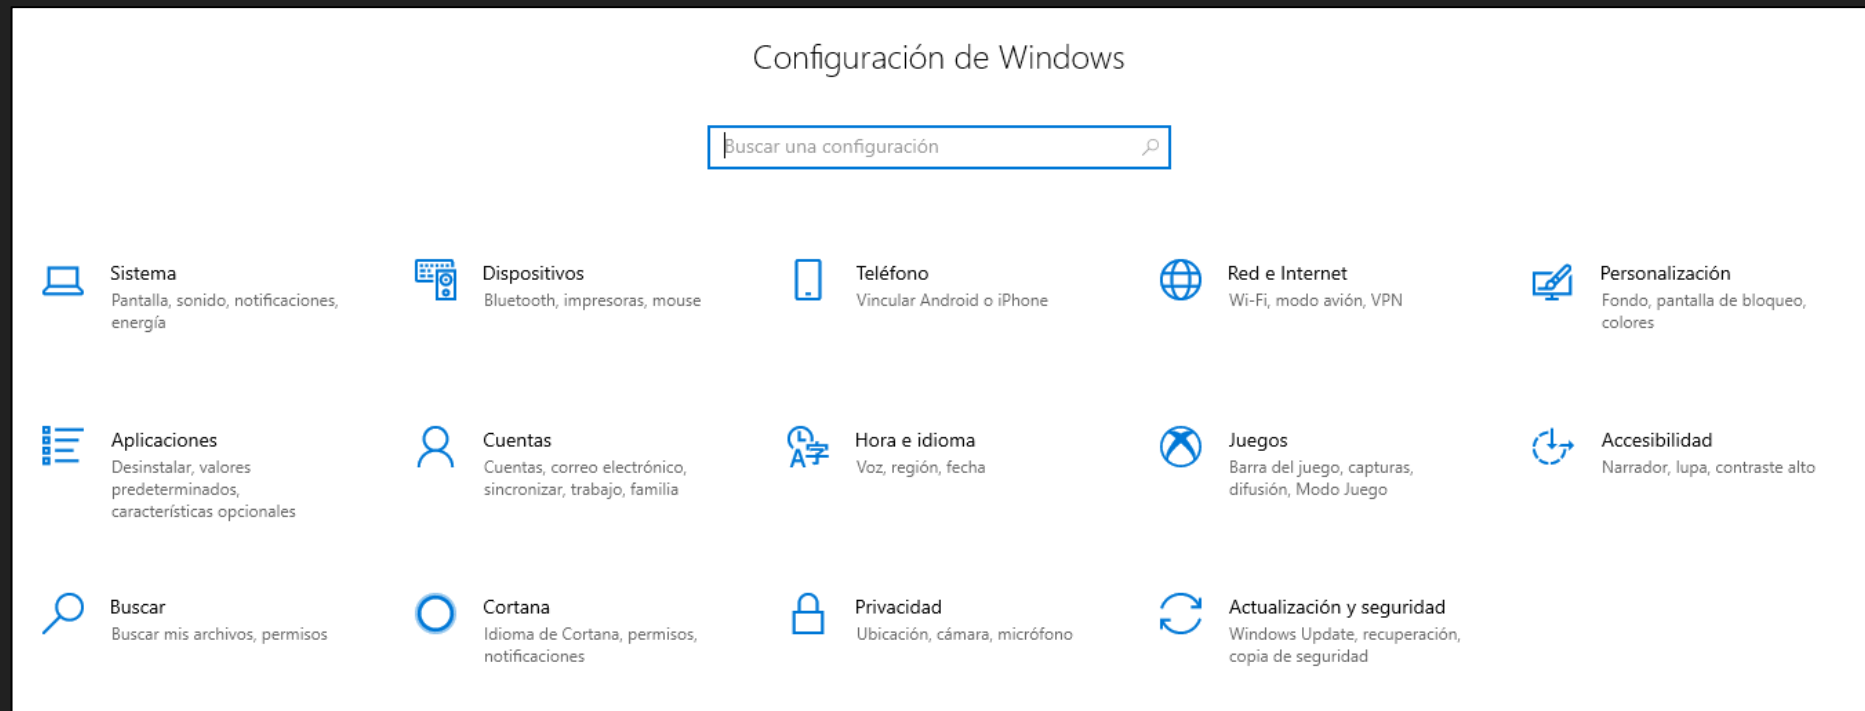 Configuración de Windows
Buscar una configuración
Sistema
Pantalla, sonido, notificaciones,
energía
Dispositivos
Bluetooth, impresoras, mouse
Teléfono
Vincular Android o iPhone
Red e Internet
Wi-Fi, modo avión, VPN
Personalización
Fondo, pantalla de bloqueo,
colores
Aplicaciones
Desinstalar, valores
predeterminados,
características opcionales
Cuentas
Cuentas, correo electrónico,
sincronizar, trabajo, familia
Hora e idioma
Voz, región, fecha
Juegos
Barra del juego, capturas,
difusión, Modo Juego
Accesibilidad
Narrador, lupa, contraste alto
Buscar
Buscar mis archivos, permisos
Cortana
Idioma de Cortana, permisos,
notificaciones
Privacidad
Ubicación, cámara, micrófono
Actualización y seguridad
Windows Update, recuperación,
copia de seguridad